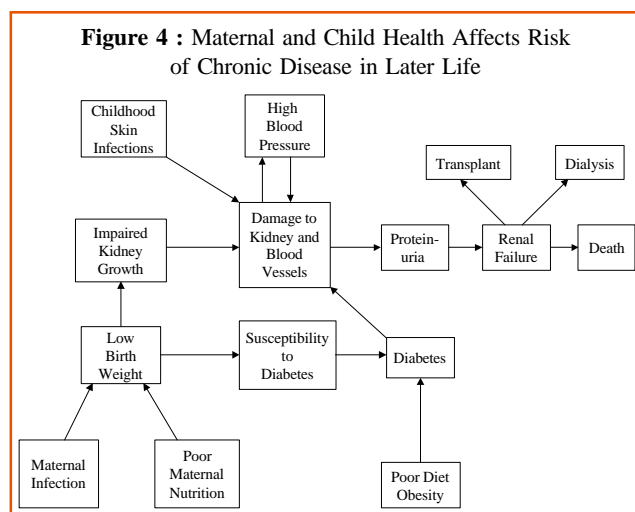 Figure 4 : Maternal and Child Health Affects Risk
of Chronic Disease in Later Life
Childhood
Skin
Infections
High
Blood
Pressure
Transplant
Dialysis
Impaired
Kidney
Growth
Damage to
Kidney and
Blood
Vessels
Protein-
uria
Renal
Failure
Death
Low
Birth
Weight
Susceptibility
to
Diabetes
Diabetes
Maternal
Infection
Poor
Maternal
Nutrition
Poor Diet
Obesity